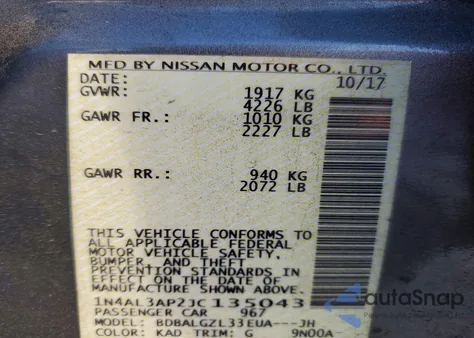 MFD BY NISSAN MOTOR CO., LTD.
DATE: 10/17
GVWR: 1917 KG
4226 LB
GAWR FR.: 1010 KG
2227 LB
GAWR RR.: 940 KG
2072 LB
THIS VEHICLE CONFORMS TO
ALL APPLICABLE FEDERAL
MOTOR VEHICLE SAFETY,
BUMPER, AND THEFT
PREVENTION STANDARDS IN
EFFECT ON THE DATE OF
MANUFACTURE SHOWN ABOVE.
1N4AL3AP2JC135043
PASSENGER CAR 967
MODEL: BDBALGZL33EUA---JH
COLOR: KAD TRIM: G 9N00A
autoSnap